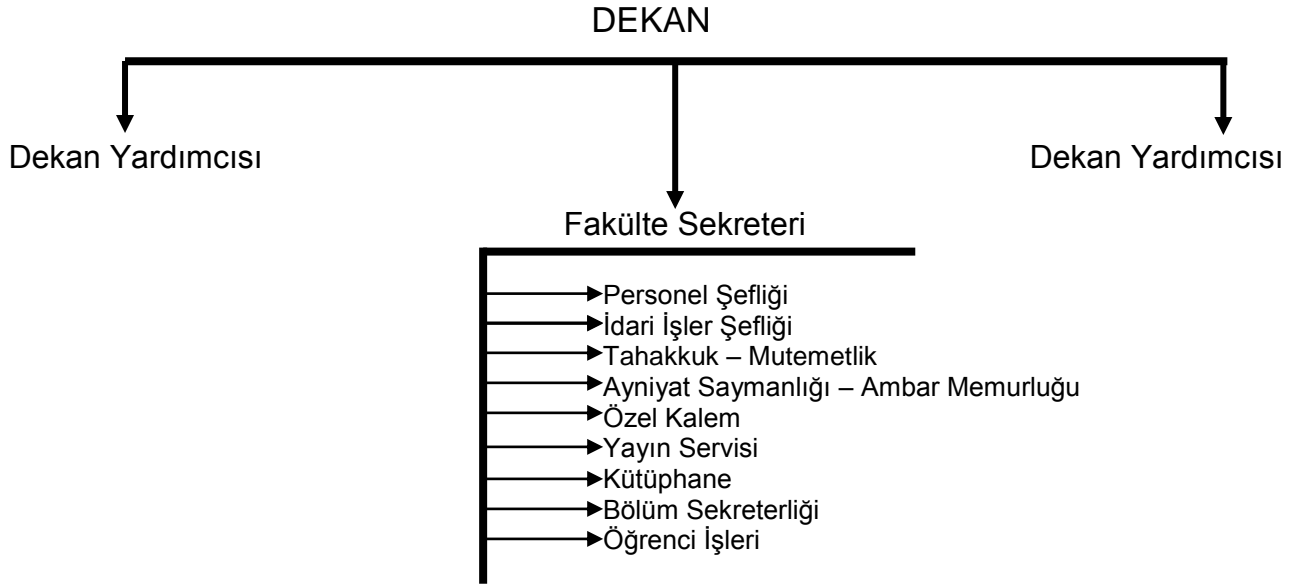 DEKAN
Dekan Yardımcısı
Dekan Yardımcısı
Fakülte Sekreteri
Personel Şefliği
İdari İşler Şefliği
Tahakkuk – Mutemetlik
Ayniyat Saymanlığı – Ambar Memurluğu
Özel Kalem
Yayın Servisi
Kütüphane
Bölüm Sekreterliği
Öğrenci İşleri